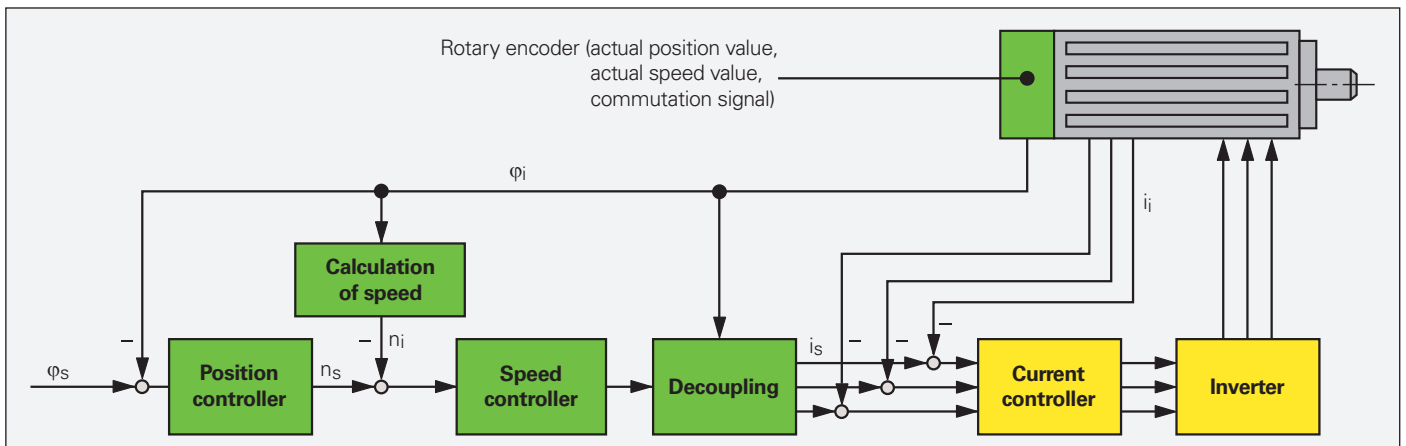 Rotary encoder (actual position value,
actual speed value,
commutation signal)
φi
ii
Calculation
of speed
–
–
ni
–
–
–
is
φs
Position
controller
ns
Speed
controller
Decoupling
Current
controller
Inverter